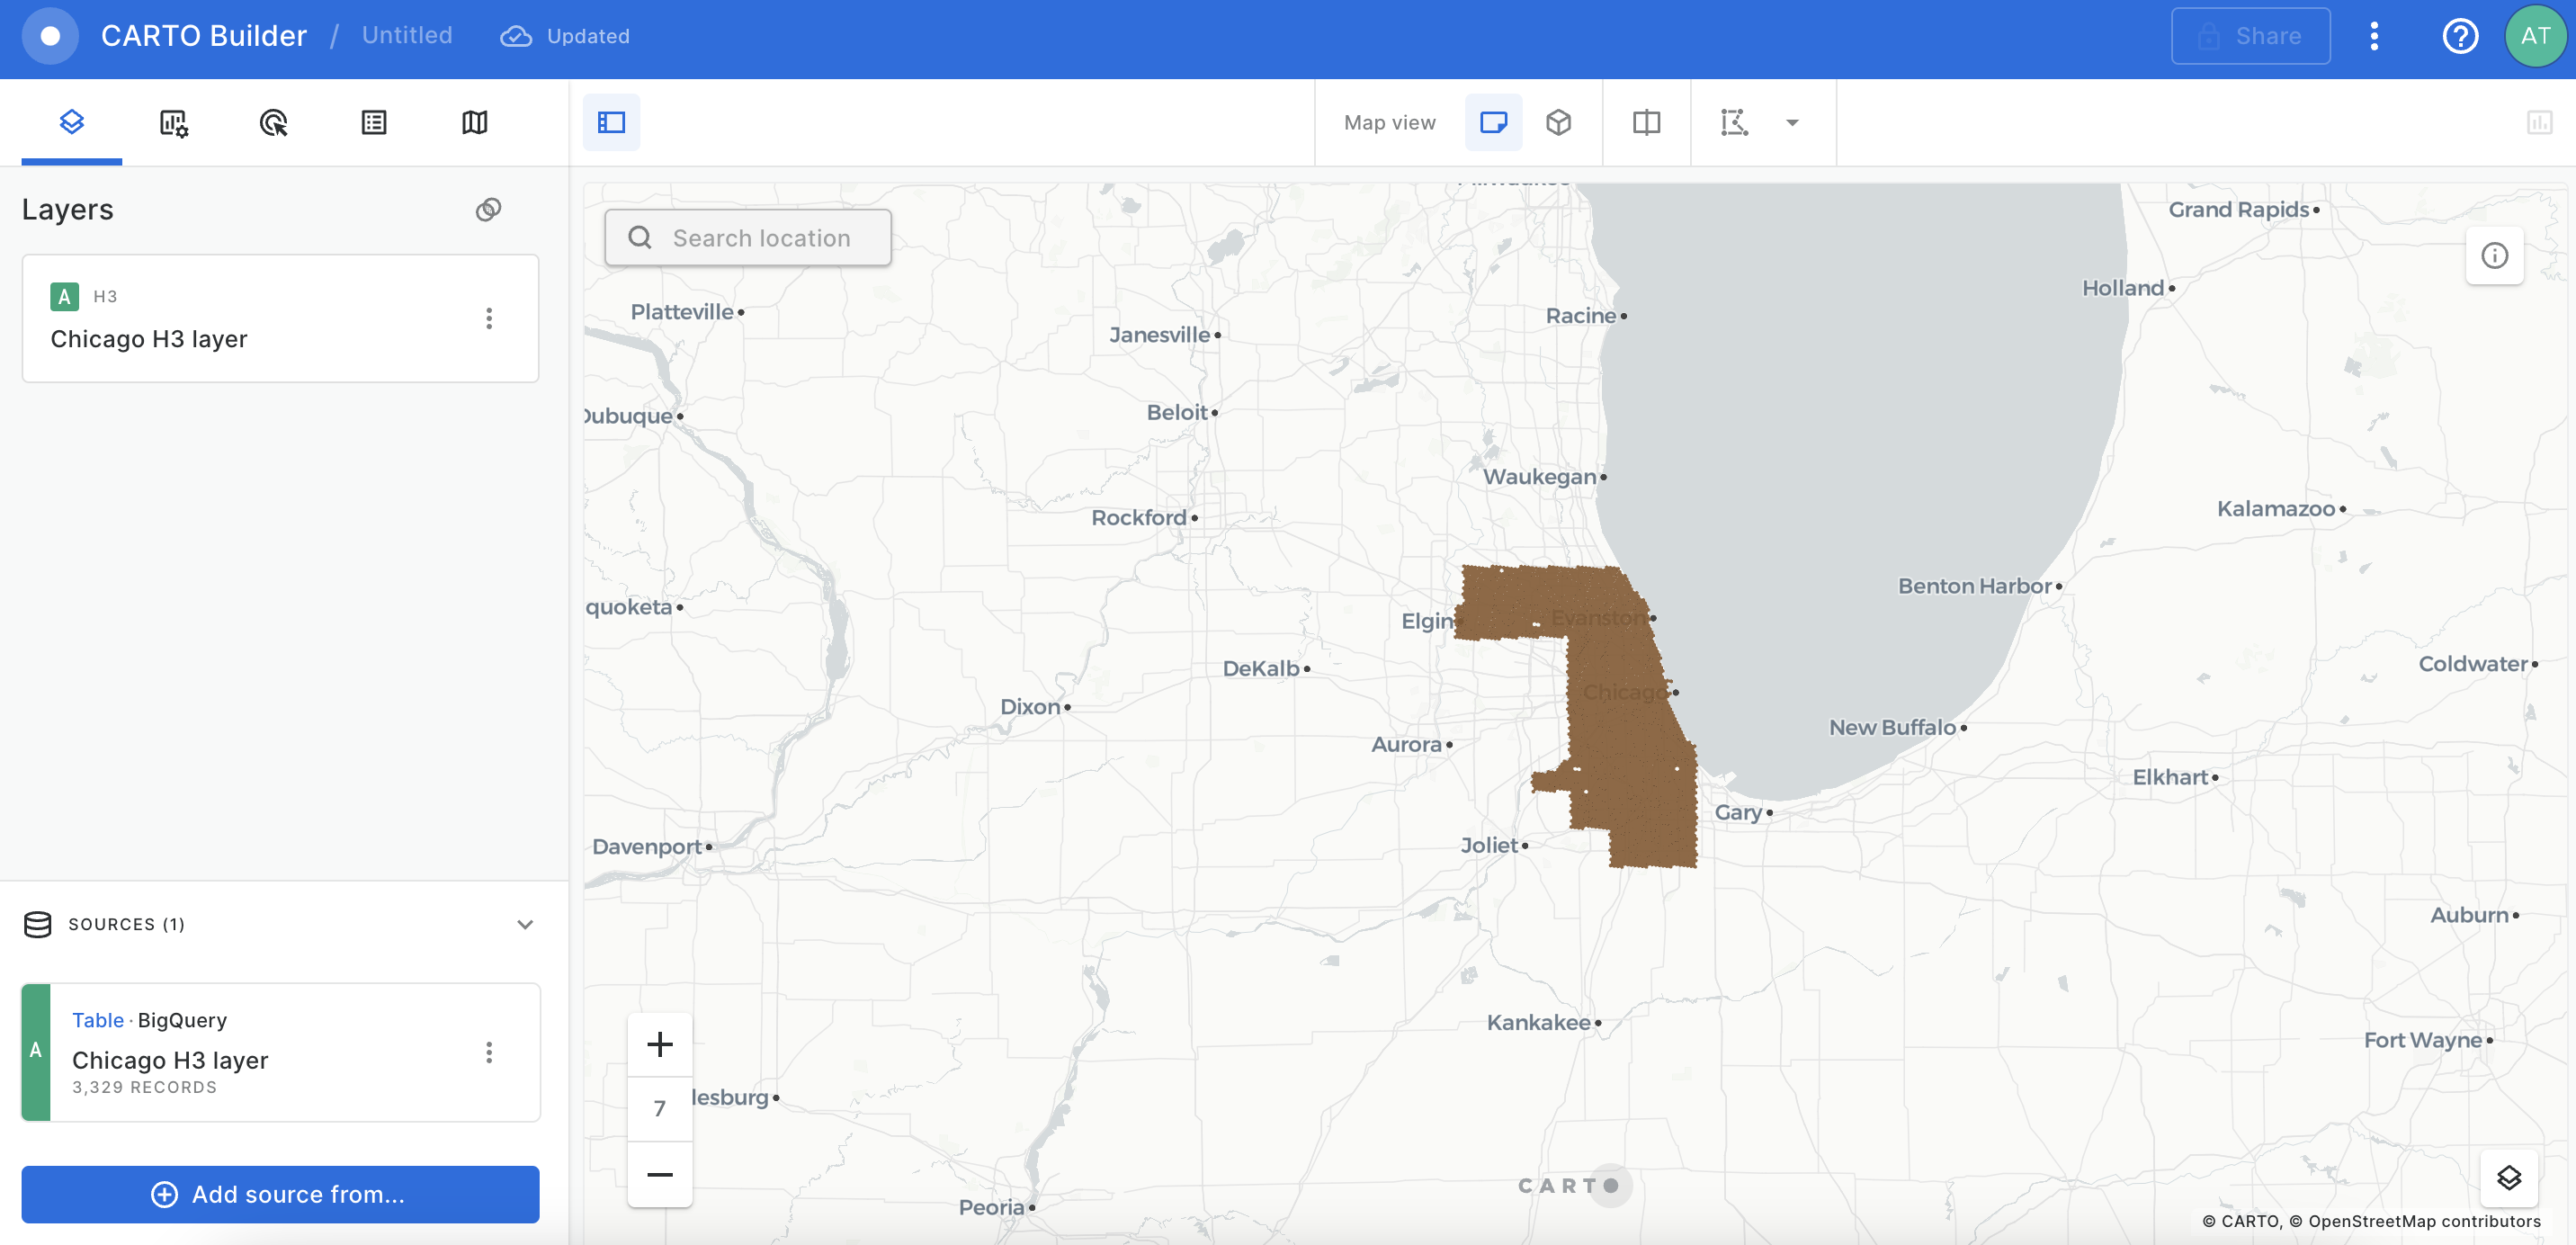 CARTO Builder / Untitled Updated
Share
AT
Map view
Layers
A H3
Chicago H3 layer
SOURCES (1)
A
Table · BigQuery
Chicago H3 layer
3,329 RECORDS
Add source from...
Search location
Grand Rapids
Holland
Platteville
Racine
Janesville
Beloit
Dubuque
Waukegan
Kalamazoo
Rockford
Benton Harbor
quoketa
Elgin
Evanston
Coldwater
DeKalb
Chicago
Dixon
New Buffalo
Aurora
Elkhart
Gary
Joliet
Davenport
Auburn
Kankakee
Fort Wayne
7
lesburg
CARTO
Peoria
© CARTO, © OpenStreetMap contributors